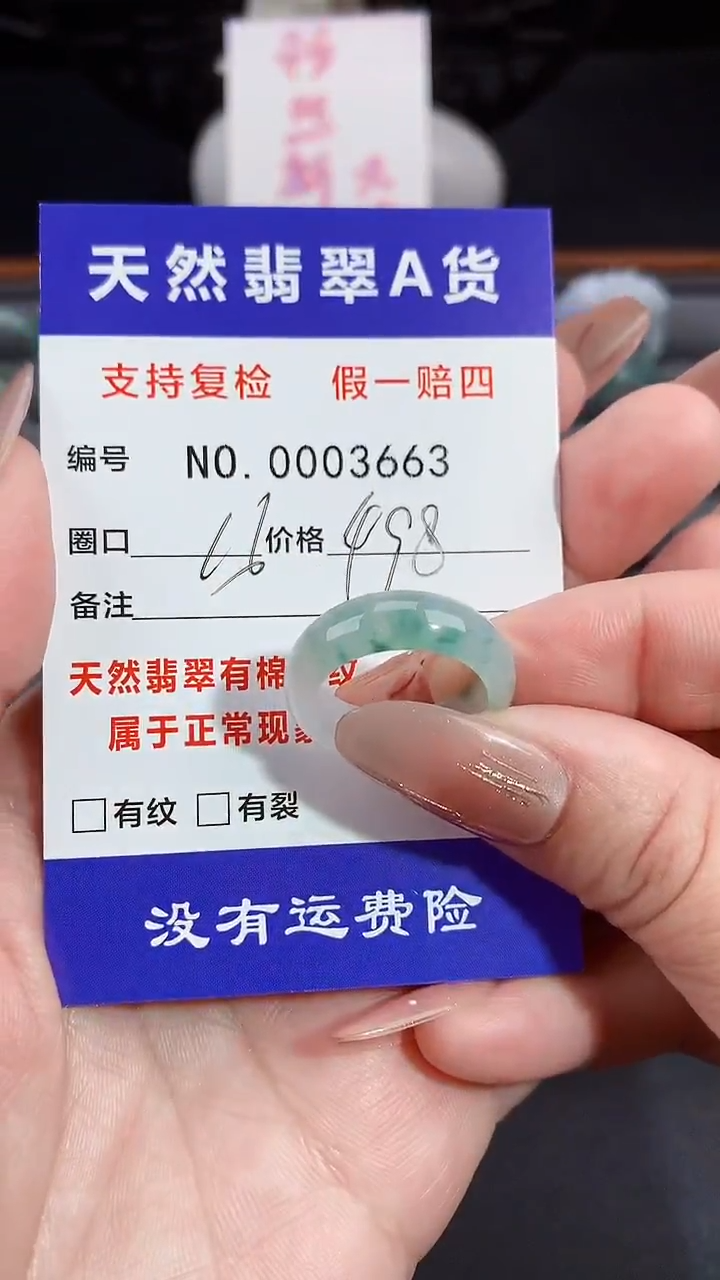 天然翡翠A货
支持复检 假一赔四
编号 NO.0003663
圈口 价格 498
备注
天然翡翠有棉 纹
属于正常现象
□有纹 □有裂
没有运费险